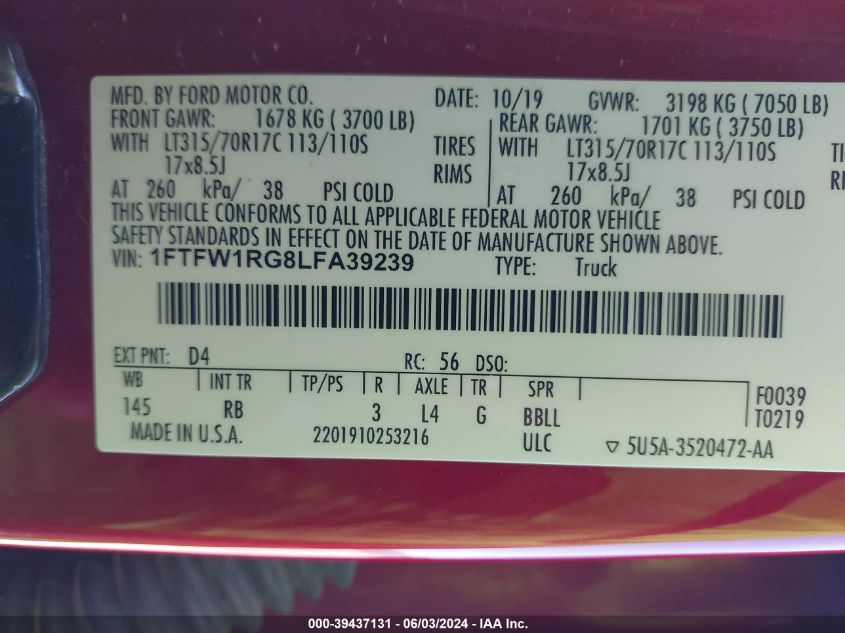 MFD. BY FORD MOTOR CO. DATE: 10/19 GVWR: 3198 KG ( 7050 LB)
FRONT GAWR: 1678 KG ( 3700 LB) REAR GAWR: 1701 KG ( 3750 LB)
WITH LT315/70R17C 113/110S TIRES WITH LT315/70R17C 113/110S TI
17x8.5J RIMS 17x8.5J RI
AT 260 kPa/ 38 PSI COLD AT 260 kPa/ 38 PSI COLD
THIS VEHICLE CONFORMS TO ALL APPLICABLE FEDERAL MOTOR VEHICLE
SAFETY STANDARDS IN EFFECT ON THE DATE OF MANUFACTURE SHOWN ABOVE.
VIN: 1FTFW1RG8LFA39239 TYPE: Truck
EXT PNT: D4 RC: 56 DSO:
WB INT TR TP/PS R AXLE TR SPR F0039
145 RB 3 L4 G BBLL T0219
MADE IN U.S.A. 2201910253216 ULC ▽ 5U5A-3520472-AA
000-39437131 - 06/03/2024 - IAA Inc.